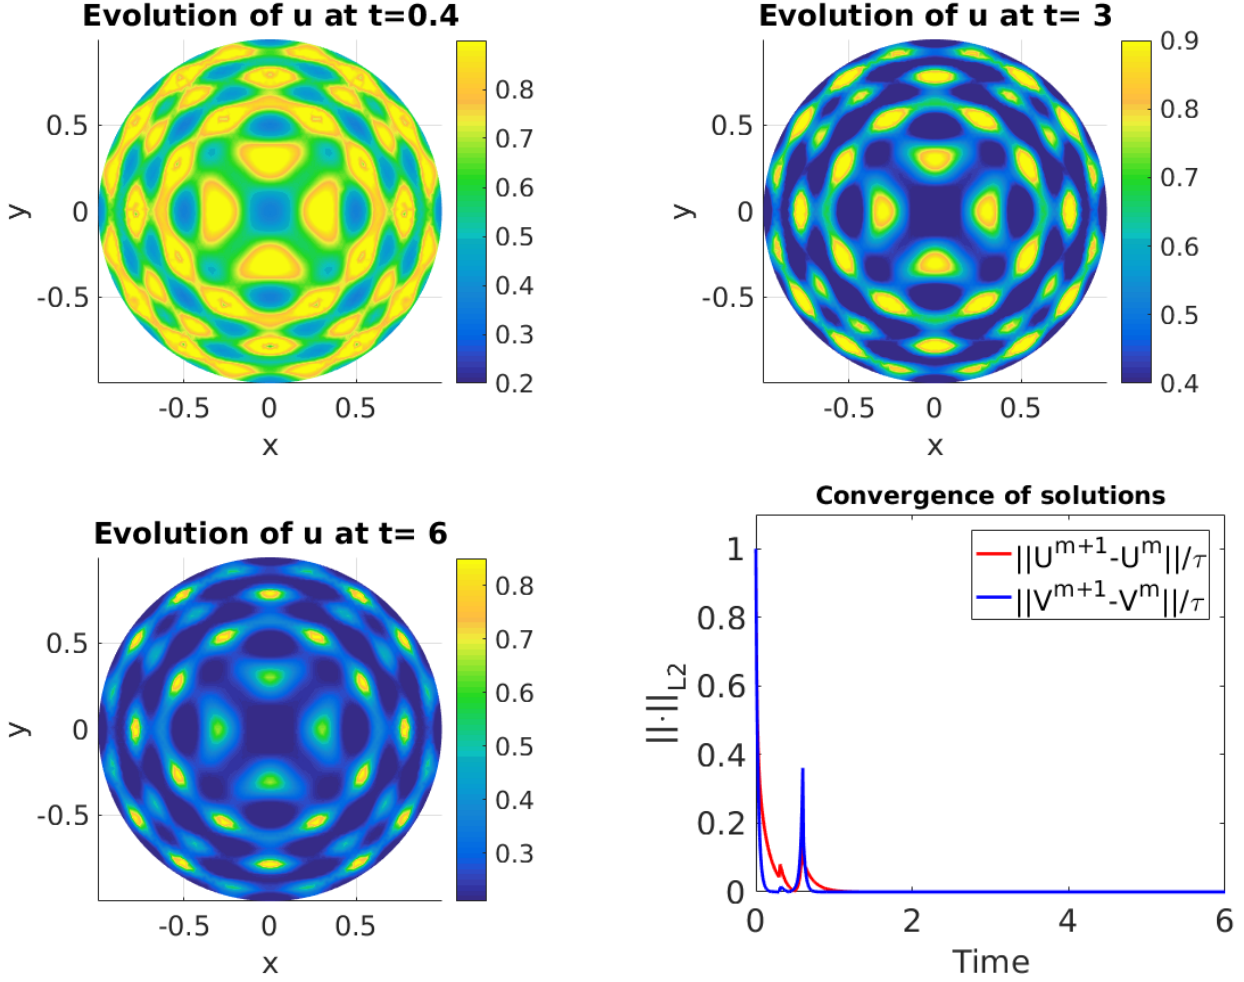 Evolution of u at t=0.4
y
0.5
0
-0.5
-0.5 0 0.5
x
0.8
0.7
0.6
0.5
0.4
0.3
0.2
Evolution of u at t= 3
y
0.5
0
-0.5
-0.5 0 0.5
x
0.9
0.8
0.7
0.6
0.5
0.4
Evolution of u at t= 6
y
0.5
0
-0.5
-0.5 0 0.5
x
0.8
0.7
0.6
0.5
0.4
0.3
Convergence of solutions
||·||L2
1
0.8
0.6
0.4
0.2
0
0 2 4 6
Time
||U^m+1-U^m||/τ
||V^m+1-V^m||/τ